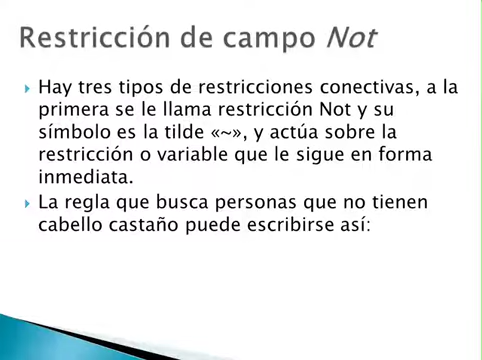 Restricción de campo Not
Hay tres tipos de restricciones conectivas, a la
primera se le llama restricción Not y su
símbolo es la tilde «~», y actúa sobre la
restricción o variable que le sigue en forma
inmediata.
La regla que busca personas que no tienen
cabello castaño puede escribirse así: